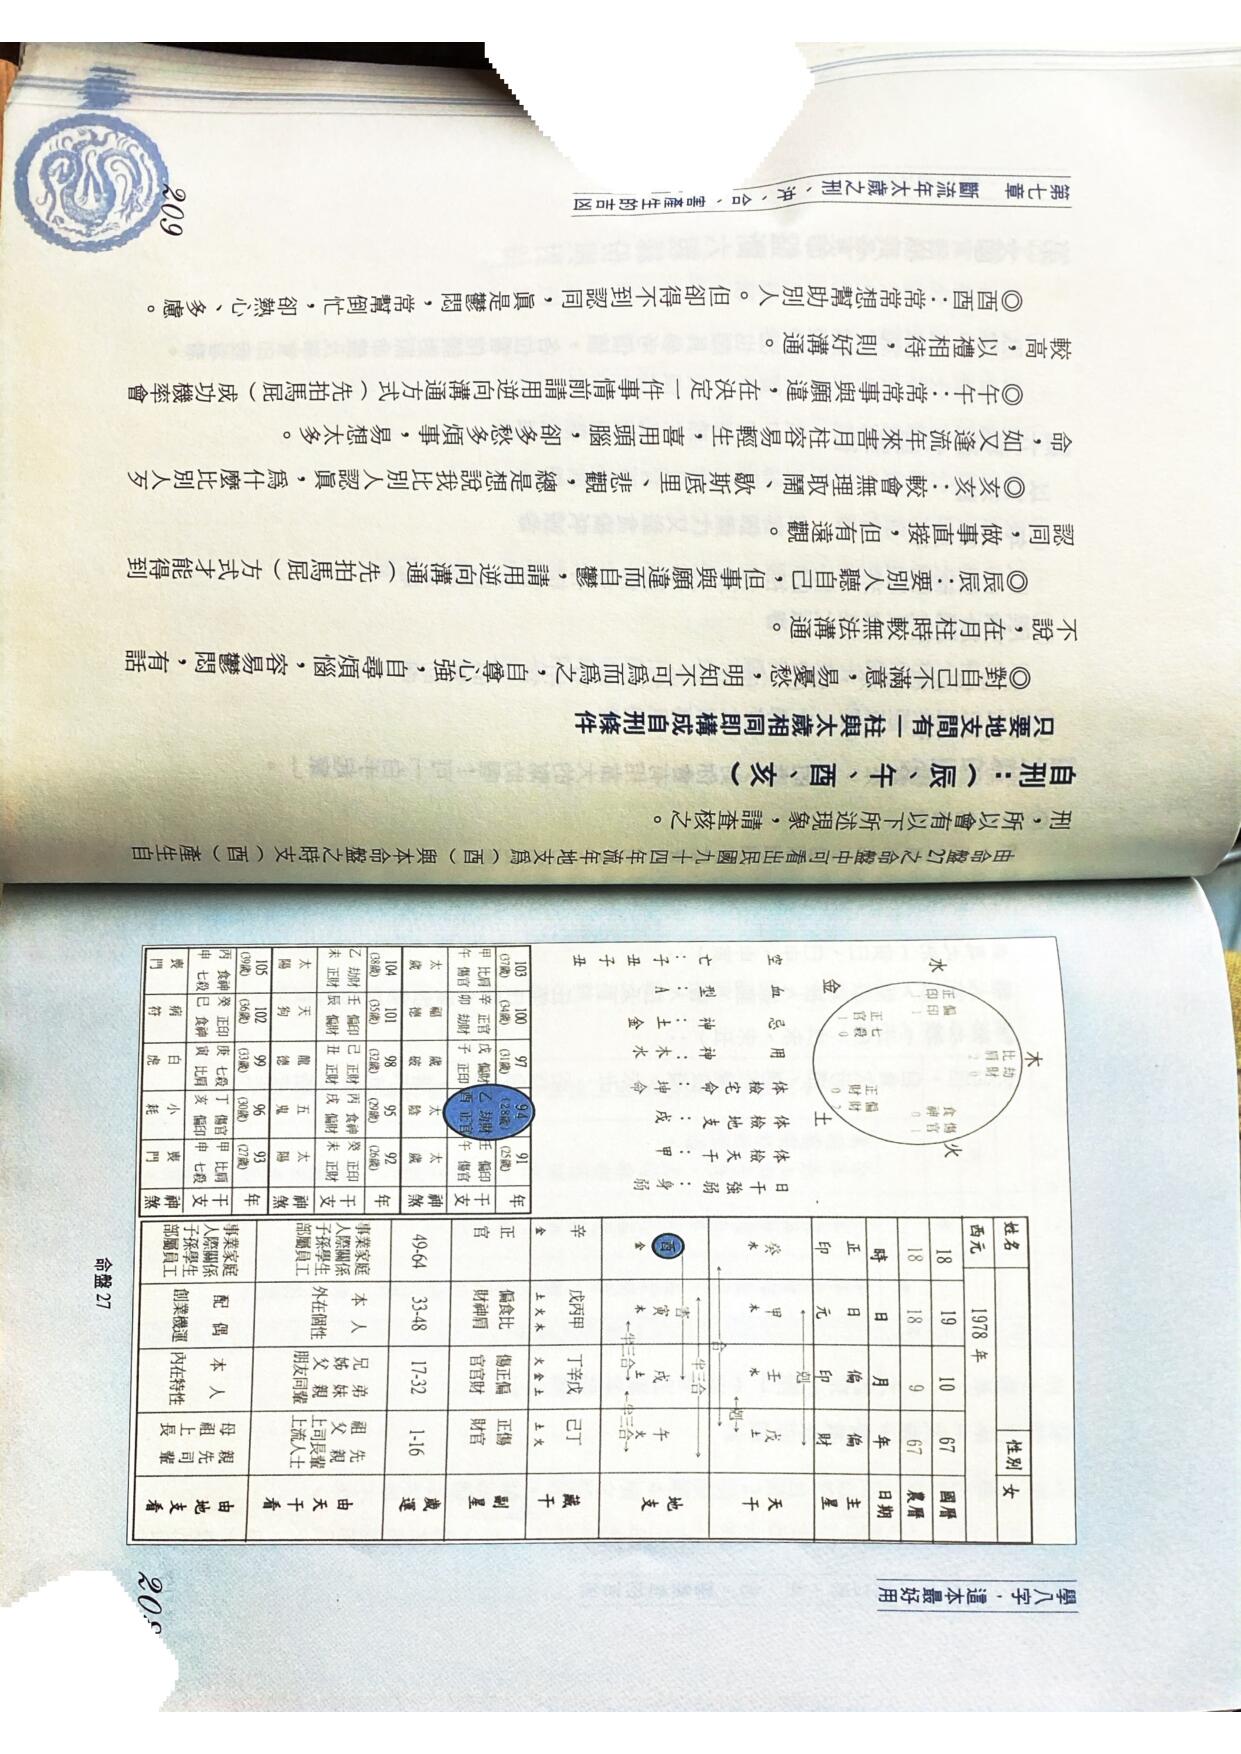 學八字，這本最好用
姓名 性別 女
西元 1978 年
18 19 10 67 國曆
18 18 9 67 農曆
時 日 月 年 日期
正印 日元 偏印 偏財 主星
剋
癸水 甲木 壬水 戊土 天干
剋
合
半三合
害
酉金 寅木 戌土 午火 地支
半三合 半三合
辛 戊丙甲 丁辛戊 己丁 藏干
金 土火木 火金土 土火
正官 偏食比財神肩 傷正偏官官財 正傷財官 副星
49-64 33-48 17-32 1-16 歲運
事業家庭 人際關係 子孫學生 部屬員工
本人 外在個性
兄弟 姊妹 父親 朋友同輩
祖先 父親 上司長輩 上流人士
由天干看
事業家庭 人際關係 子孫學生 部屬員工
配偶 創業機運
本人 內在特性
母親 祖先 上司 長輩
由地支看
木
劫財0 比肩2
火
傷官1 食神0
偏印1 正印1
水
七殺0 正官1
偏財2 正財0
金
土
日干強弱：身弱
体檢天干：甲
体檢地支：戌
体檢宅命：坤命
用神：木水
忌神：土金
血型：A
空亡：子丑子丑
103 100 97 94 91 年
(37歲) (34歲) (31歲) (28歲) (25歲)
甲 比肩 辛 正官 戊 偏財 乙 劫財 壬 偏印 干
午 傷官 卯 劫財 子 正印 酉 正官 午 傷官 支
太歲 福德 歲破 太陰 太歲 神煞
104 101 98 95 92 年
(38歲) (35歲) (32歲) (29歲) (26歲)
乙 劫財 壬 偏印 己 正財 丙 食神 癸 正印 干
未 正財 辰 偏財 丑 正財 戌 偏財 未 正財 支
太陽 天狗 龍德 五鬼 太陽 神煞
105 102 99 96 93 年
(39歲) (36歲) (33歲) (30歲) (27歲)
丙 食神 癸 正印 庚 七殺 丁 傷官 甲 比肩 干
申 七殺 巳 食神 寅 比肩 亥 偏印 申 七殺 支
喪門 病符 白虎 小耗 喪門 神煞
命盤 27
由命盤27之命盤中可看出民國九十四年流年地支為（酉）與本命盤之時支（酉）產生自
刑，所以會有以下所述現象，請查核之。
自刑：（辰、午、酉、亥）
只要地支間有一柱與太歲相同即構成自刑條件
◎對自己不滿意，易憂愁，明知不可為而為之，自尊心強，自尋煩惱，容易鬱悶，有話
不說，在月柱時較無法溝通。
◎辰辰：要別人聽自己，但事與願違而自鬱，請用逆向溝通（先拍馬屁）方式才能得到
認同，做事直接，但有遠觀。
◎亥亥：較會無理取鬧、歇斯底里、悲觀，總是想說我比別人認真，為什麼比別人歹
命，如又逢流年來害月柱容易輕生，喜用頭腦，卻多愁多煩事，易想太多。
◎午午：常常事與願違，在決定一件事情前請用逆向溝通方式（先拍馬屁）成功機率會
較高，以禮相待，則好溝通。
◎酉酉：常常想幫助別人。但卻得不到認同，真是鬱悶，常幫倒忙，卻熱心、多慮。
第七章 斷流年太歲之刑、沖、合、害產生的吉凶
209